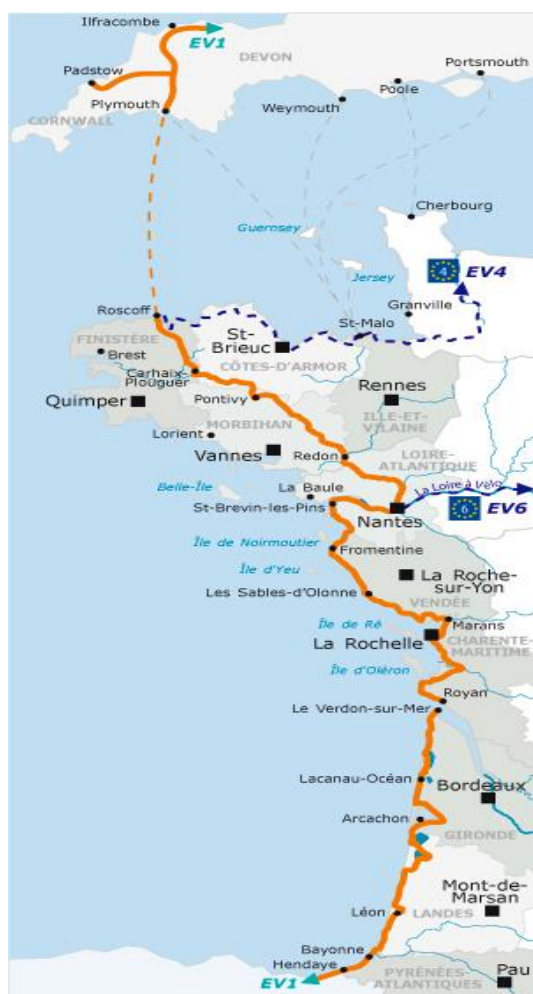 Ilfracombe
EV1
DEVON
Padstow
Portsmouth
Poole
Plymouth
Weymouth
CORNWALL
Cherbourg
Guernsey
Jersey
4
EV4
Granville
Roscoff
St-Malo
FINISTÈRE
St-
Brieuc
Brest
Carhaix-
Plouguer
CÔTES-D'ARMOR
Rennes
Quimper
Pontivy
ILLE-ET-
VILAINE
MORBIHAN
Lorient
Vannes
Redon
LOIRE-
ATLANTIQUE
Belle-Île
La Baule
La Loire à Vélo
St-Brevin-les-Pins
Nantes
6
EV6
Île de Noirmoutier
Fromentine
Île d'Yeu
La Roche-
sur-Yon
Les Sables-d'Olonne
VENDÉE
Île de Ré
Marans
La Rochelle
CHARENTE-
MARITIME
Île d'Oléron
Royan
Le Verdon-sur-Mer
Lacanau-Océan
Bordeaux
Arcachon
GIRONDE
Mont-de-
Marsan
Léon
LANDES
Bayonne
Hendaye
EV1
PYRÉNÉES-
ATLANTIQUES
Pau